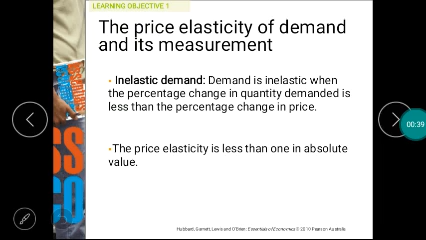 LEARNING OBJECTIVE 1
The price elasticity of demand
and its measurement
• Inelastic demand: Demand is inelastic when
the percentage change in quantity demanded is
less than the percentage change in price.
•The price elasticity is less than one in absolute
value.
00:39
SS
CO
Hubbard, Garnett, Lewis and O'Brien: Essentials of Economics © 2010 Pearson Australia